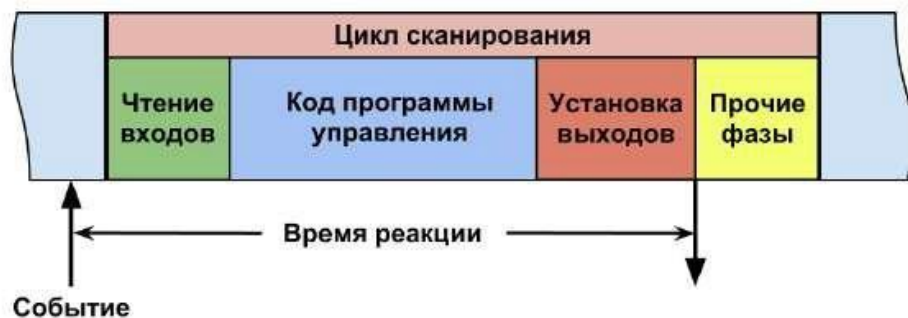 Цикл сканирования
Чтение
входов
Код программы
управления
Установка
выходов
Прочие
фазы
Время реакции
Событие